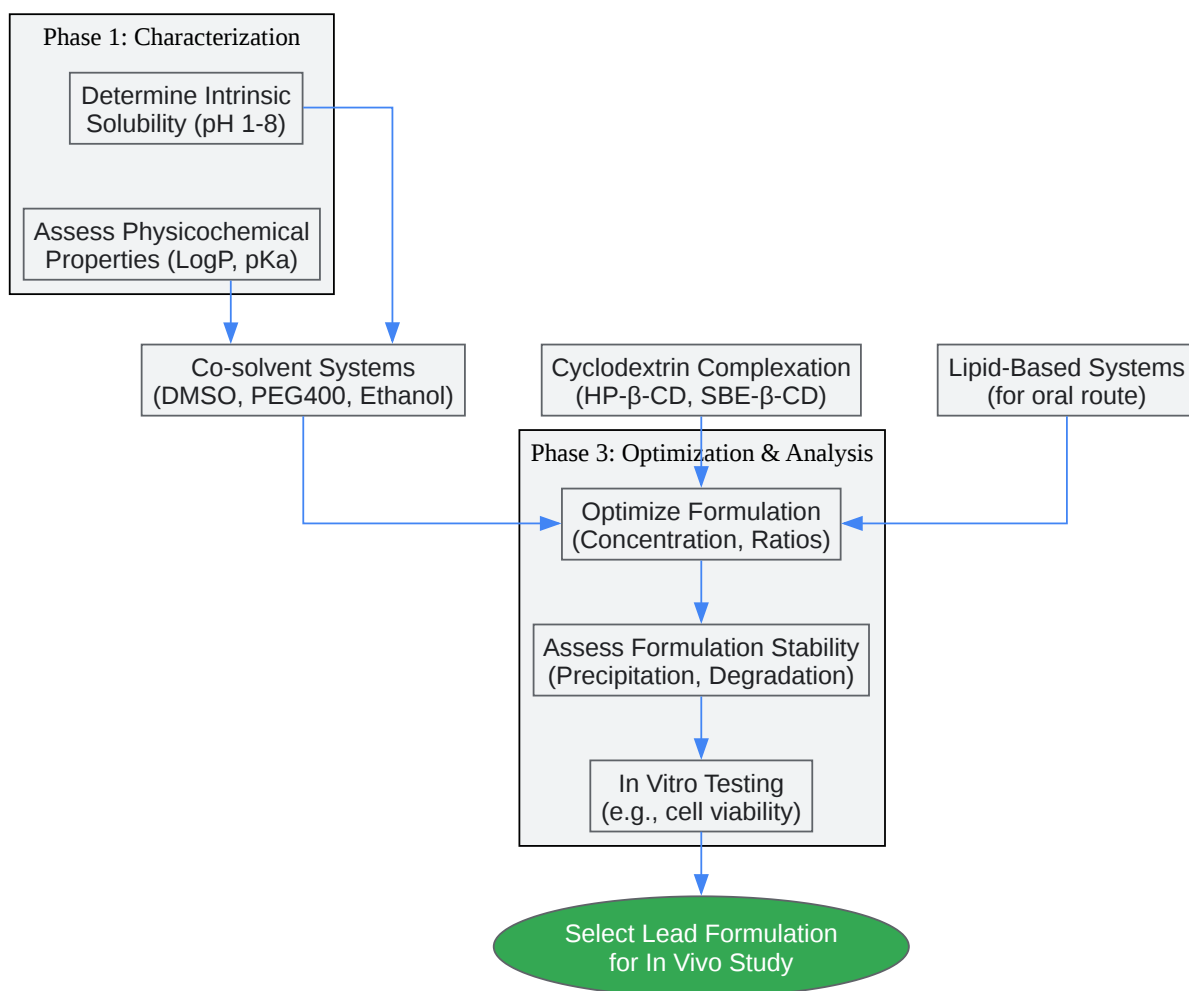 Phase 1: Characterization
Determine Intrinsic
Solubility (pH 1-8)
Assess Physicochemical
Properties (LogP, pKa)
Co-solvent Systems
(DMSO, PEG400, Ethanol)
Cyclodextrin Complexation
(HP-β-CD, SBE-β-CD)
Lipid-Based Systems
(for oral route)
Phase 3: Optimization & Analysis
Optimize Formulation
(Concentration, Ratios)
Assess Formulation Stability
(Precipitation, Degradation)
In Vitro Testing
(e.g., cell viability)
Select Lead Formulation
for In Vivo Study